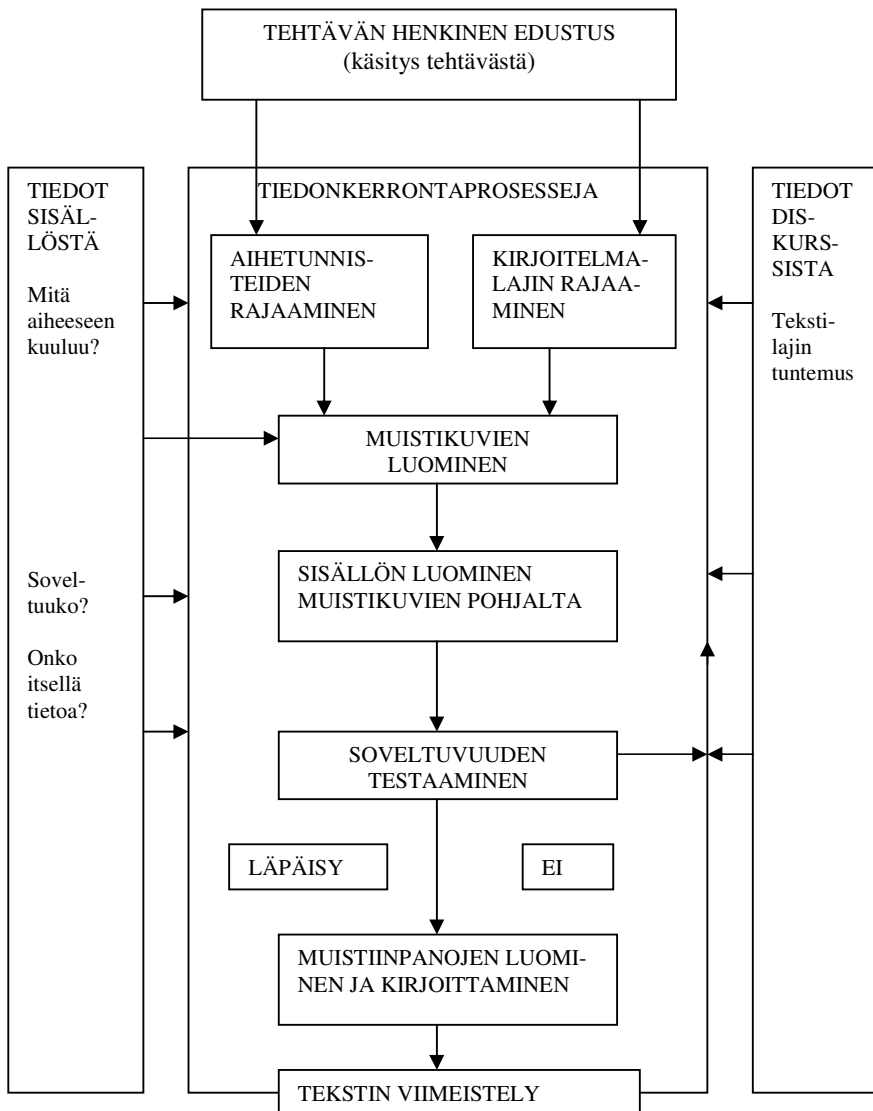 TEHTÄVÄN HENKINEN EDUSTUS
(käsitys tehtävästä)
TIEDOT
SISÄL-
LÖSTÄ
Mitä
aiheeseen
kuuluu?
Sovel-
tuuko?
Onko
itsellä
tietoa?
TIEDONKERRONTAPROSESSEJA
AIHETUNNIS-
TEIDEN
RAJAAMINEN
KIRJOITELMA-
LAJIN RAJAA-
MINEN
MUISTIKUVIEN
LUOMINEN
SISÄLLÖN LUOMINEN
MUISTIKUVIEN POHJALTA
SOVELTUVUUDEN
TESTAAMINEN
LÄPÄISY
EI
MUISTIINPANOJEN LUOMI-
NEN JA KIRJOITTAMINEN
TEKSTIN VIIMEISTELY
TIEDOT
DIS-
KURS-
SISTA
Teksti-
lajin
tuntemus